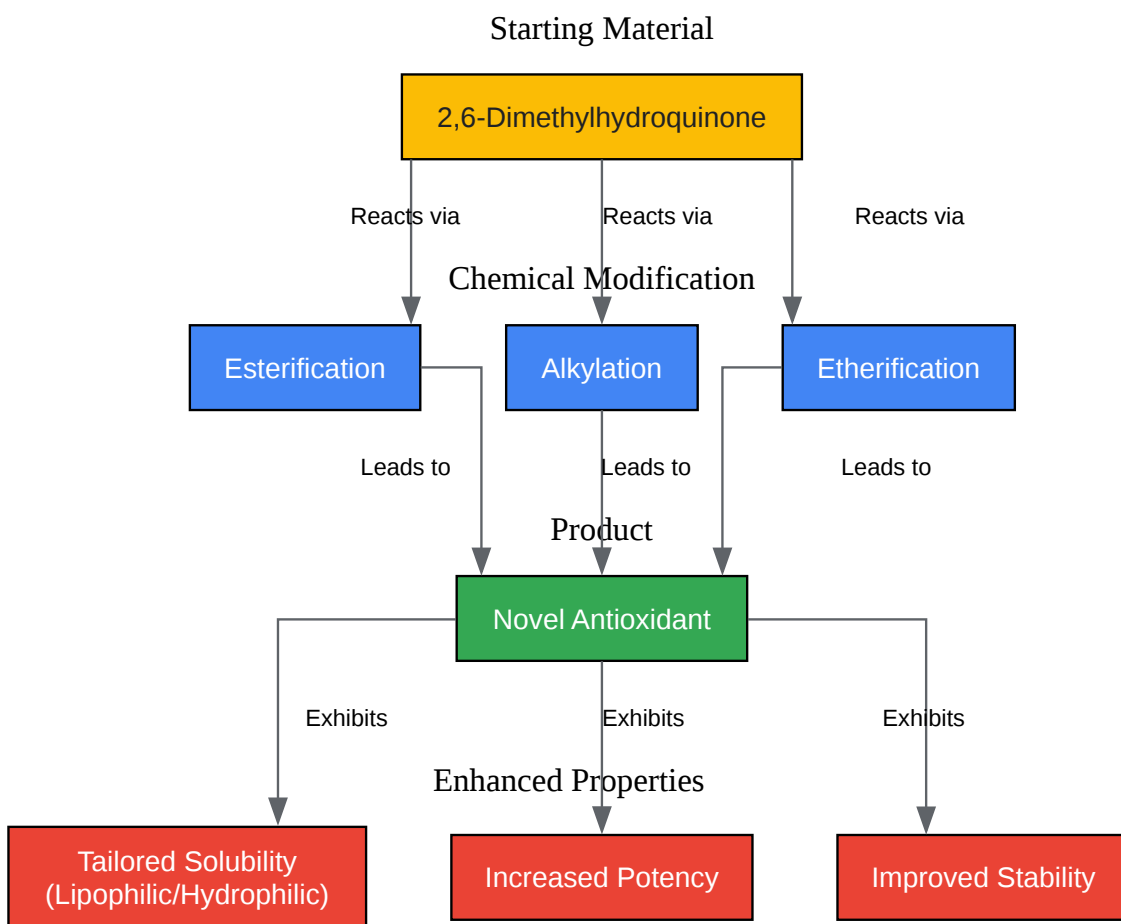 Starting Material
2,6-Dimethylhydroquinone
Reacts via
Reacts via
Reacts via
Chemical Modification
Esterification
Alkylation
Etherification
Leads to
Leads to
Leads to
Product
Novel Antioxidant
Exhibits
Exhibits
Exhibits
Enhanced Properties
Tailored Solubility
(Lipophilic/Hydrophilic)
Increased Potency
Improved Stability